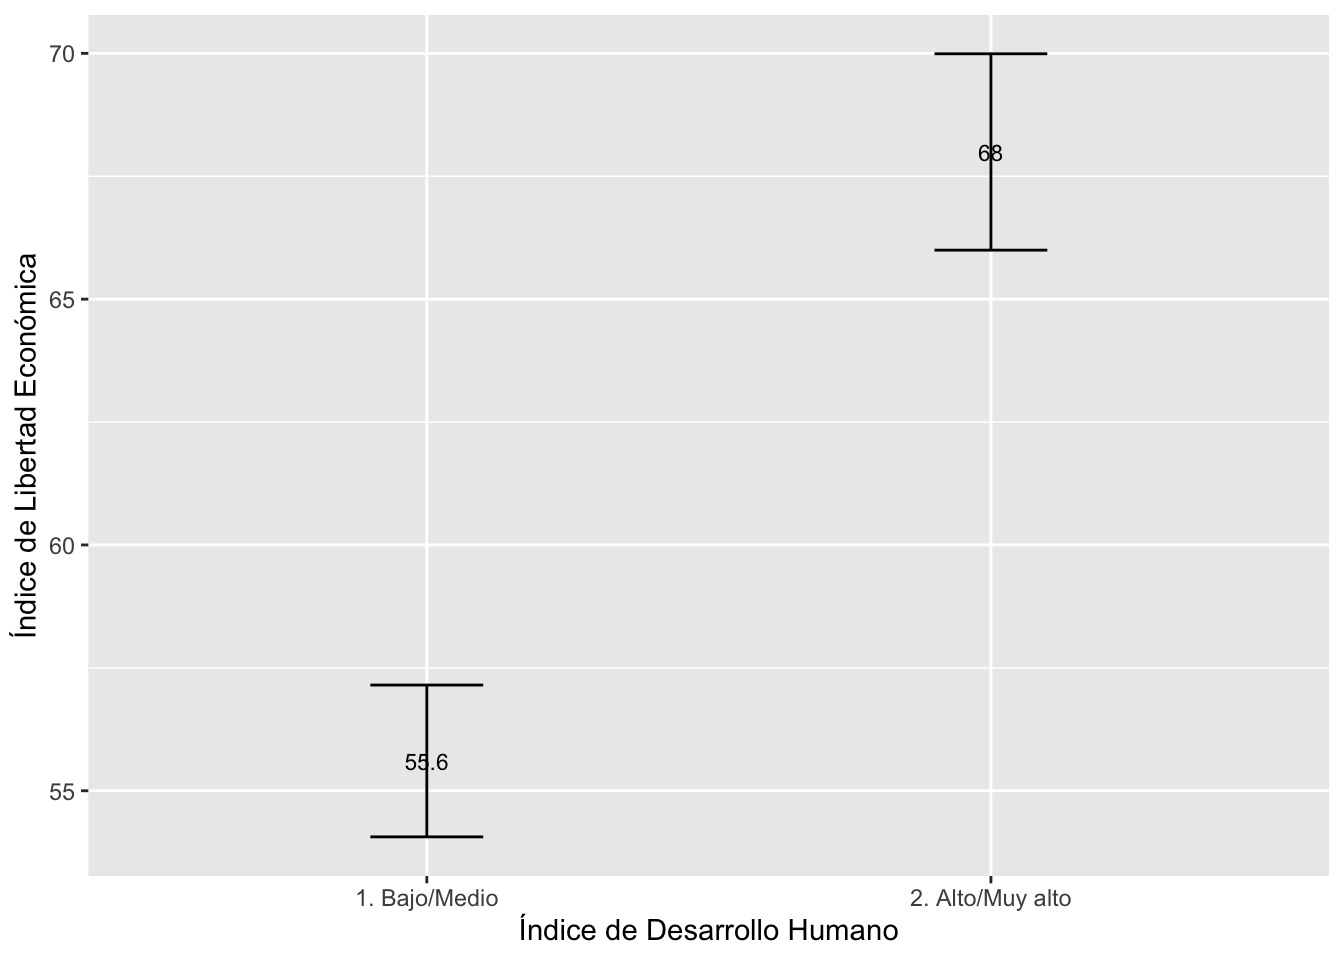 Índice de Libertad Económica
70
65
60
55
68
55.6
1. Bajo/Medio
2. Alto/Muy alto
Índice de Desarrollo Humano